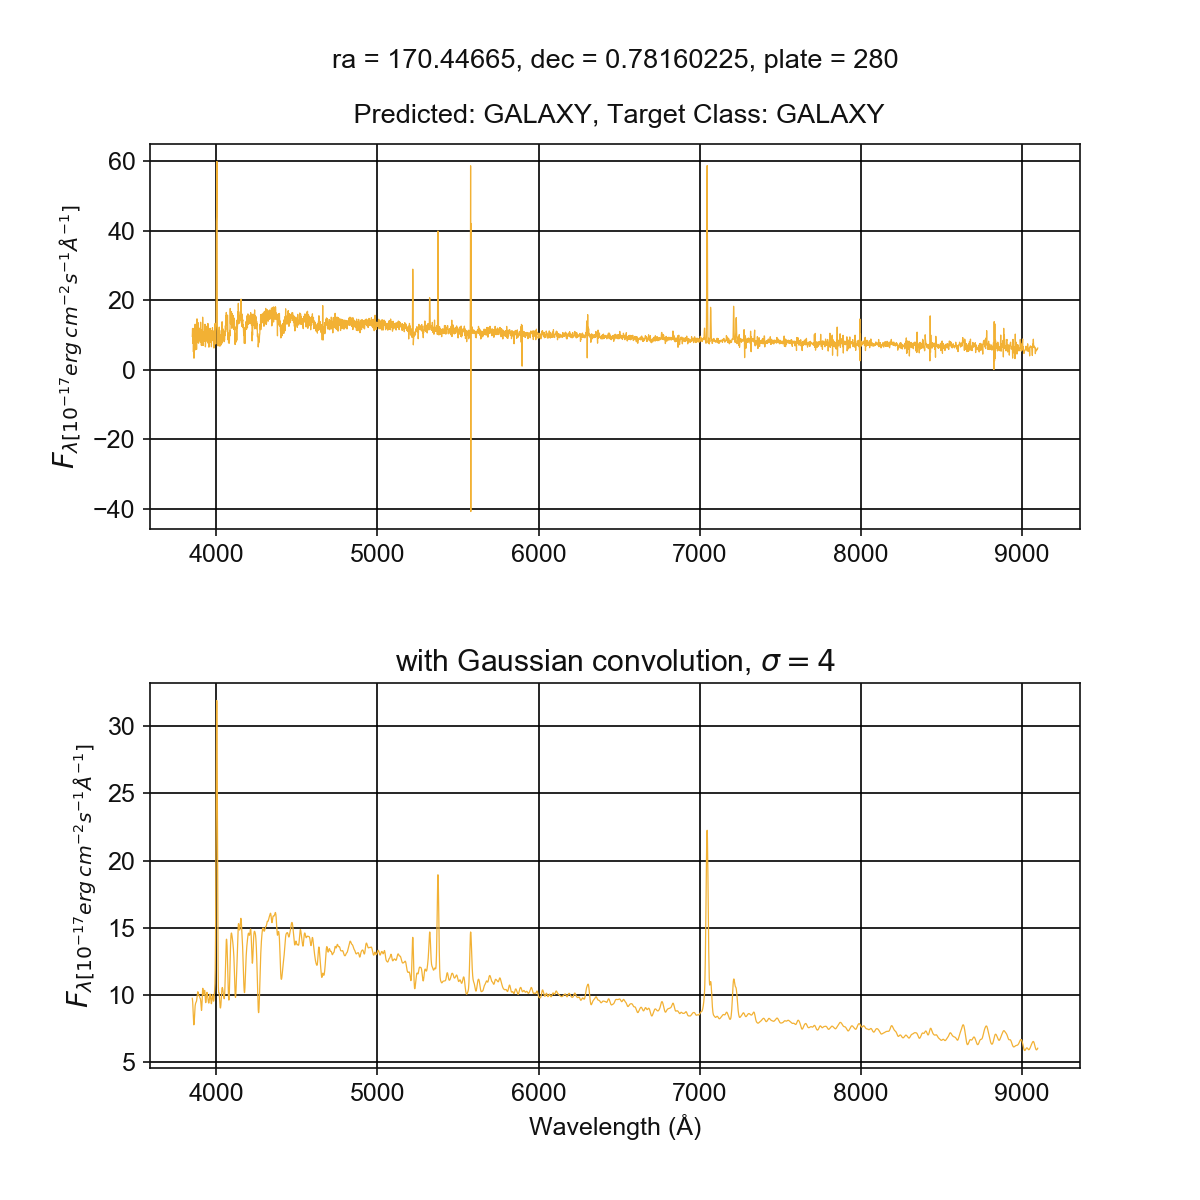 ra = 170.44665, dec = 0.78160225, plate = 280
Predicted: GALAXY, Target Class: GALAXY
60
40
20
0
−20
−40
F_λ[10⁻¹⁷erg cm⁻²s⁻¹Å⁻¹]
4000 5000 6000 7000 8000 9000
with Gaussian convolution, σ = 4
30
25
20
15
10
5
F_λ[10⁻¹⁷erg cm⁻²s⁻¹Å⁻¹]
4000 5000 6000 7000 8000 9000
Wavelength (Å)